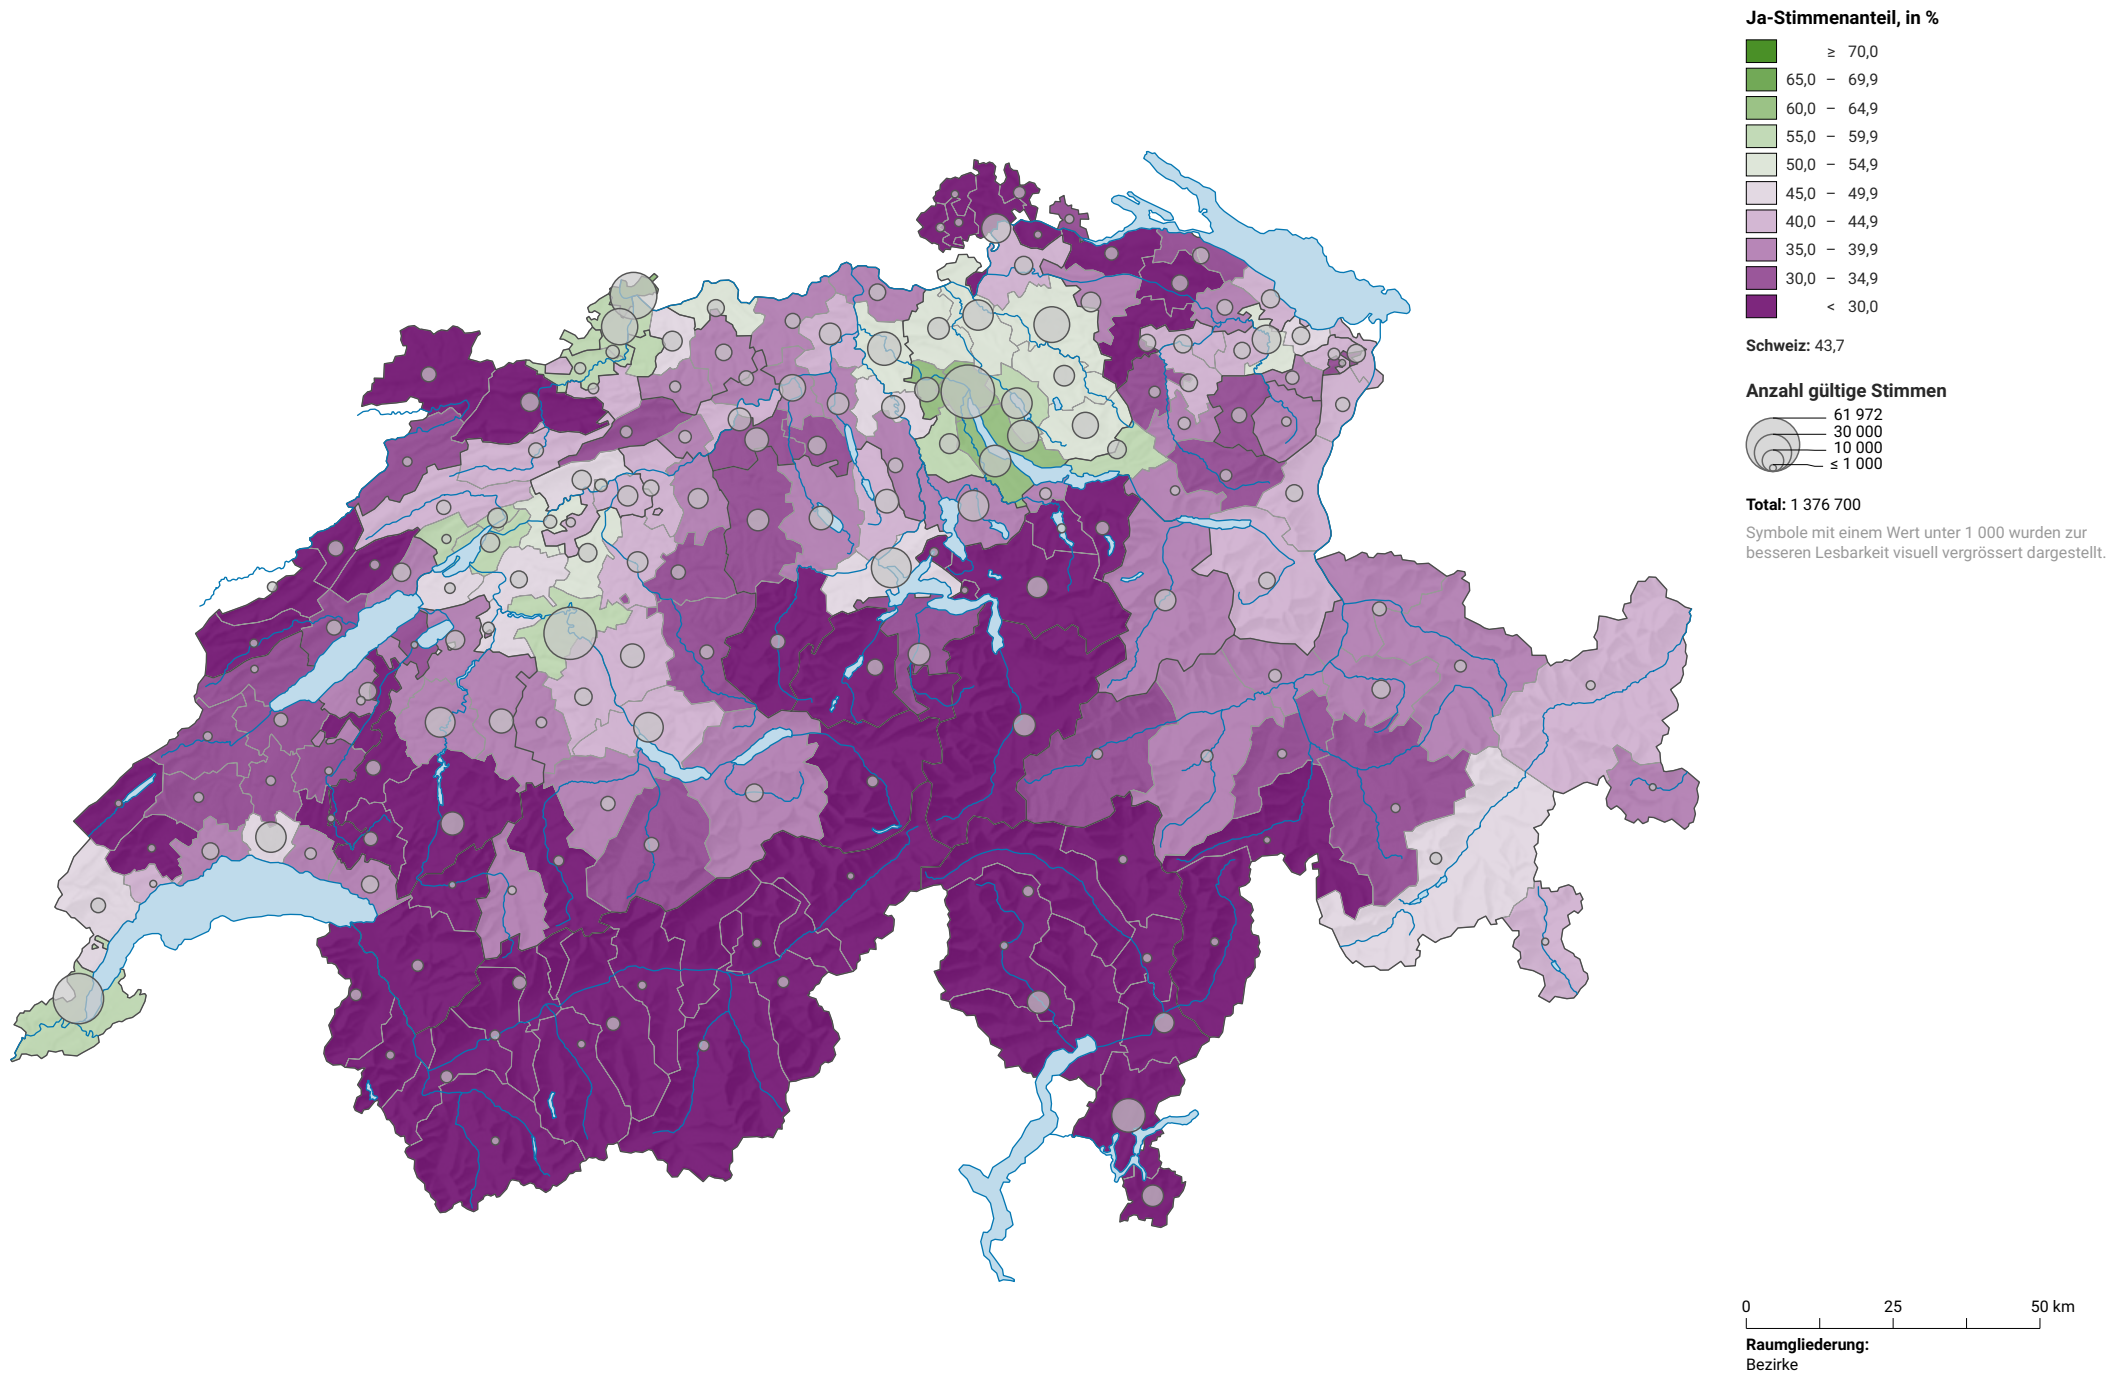 Ja-Stimmenanteil, in %
≥ 70,0
65,0 – 69,9
60,0 – 64,9
55,0 – 59,9
50,0 – 54,9
45,0 – 49,9
40,0 – 44,9
35,0 – 39,9
30,0 – 34,9
< 30,0
Schweiz: 43,7
Anzahl gültige Stimmen
61 972
30 000
10 000
≤ 1 000
Total: 1 376 700
Symbole mit einem Wert unter 1 000 wurden zur
besseren Lesbarkeit visuell vergrössert dargestellt.
0 25 50 km
Raumgliederung:
Bezirke